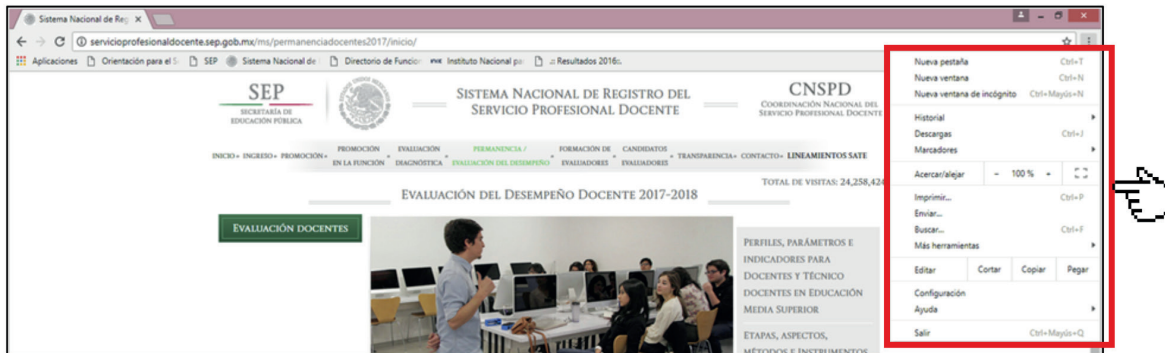 Sistema Nacional de Reg
servicioprofesionaldocente.sep.gob.mx/ms/permanenciadocentes2017/inicio/
Aplicaciones Orientación para el S SEP Sistema Nacional de Directorio de Funcion Instituto Nacional pa .:: Resultados 2016:.
Nueva pestaña Ctrl+T
Nueva ventana Ctrl+N
Nueva ventana de incógnito Ctrl+Mayús+N
Historial
Descargas Ctrl+J
Marcadores
Acercar/alejar - 100 % +
Imprimir... Ctrl+P
Enviar...
Buscar... Ctrl+F
Más herramientas
Editar Cortar Copiar Pegar
Configuración
Ayuda
Salir Ctrl+Mayús+Q
SEP
SECRETARÍA DE
EDUCACIÓN PÚBLICA
SISTEMA NACIONAL DE REGISTRO DEL
SERVICIO PROFESIONAL DOCENTE
CNSPD
COORDINACIÓN NACIONAL DEL
SERVICIO PROFESIONAL DOCENTE
INICIO» INGRESO» PROMOCIÓN» PROMOCIÓN EN LA FUNCIÓN» EVALUACIÓN DIAGNÓSTICA» PERMANENCIA / EVALUACIÓN DEL DESEMPEÑO» FORMACIÓN DE EVALUADORES» CANDIDATOS EVALUADORES» TRANSPARENCIA» CONTACTO» LINEAMIENTOS SATE
TOTAL DE VISITAS: 24,258,424
EVALUACIÓN DEL DESEMPEÑO DOCENTE 2017-2018
EVALUACIÓN DOCENTES
PERFILES, PARÁMETROS E
INDICADORES PARA
DOCENTES Y TÉCNICO
DOCENTES EN EDUCACIÓN
MEDIA SUPERIOR
ETAPAS, ASPECTOS,
MÉTODOS E INSTRUMENTOS